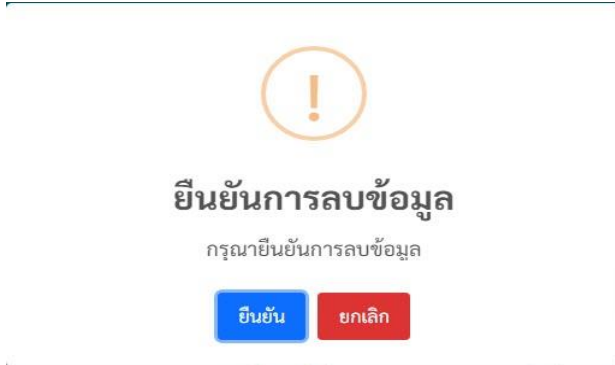 !
ยืนยันการลบข้อมูล
กรุณายืนยันการลบข้อมูล
ยืนยัน ยกเลิก